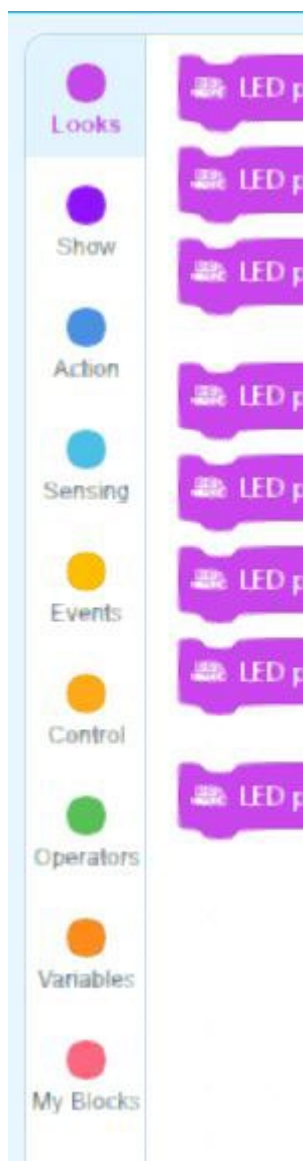 Looks
Show
Action
Sensing
Events
Control
Operators
Variables
My Blocks
LED p
LED p
LED p
LED p
LED p
LED p
LED p
LED p